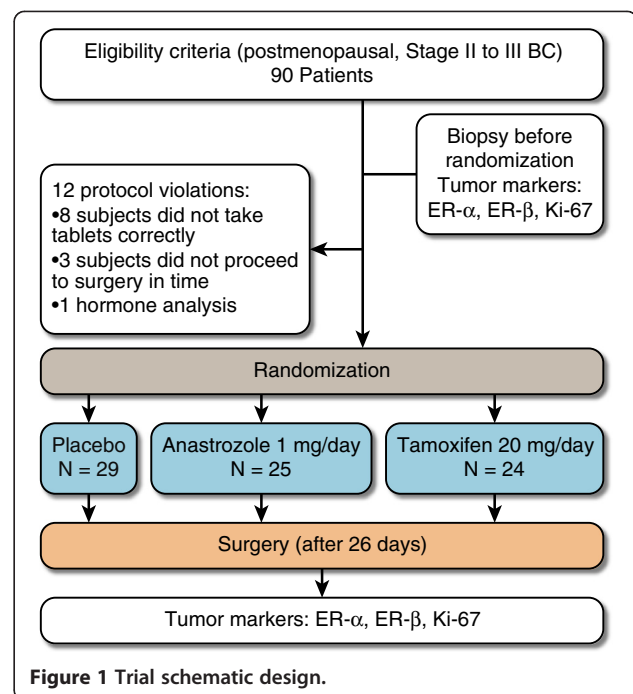 Eligibility criteria (postmenopausal, Stage II to III BC)
90 Patients
Biopsy before
randomization
Tumor markers:
ER-α, ER-β, Ki-67
12 protocol violations:
•8 subjects did not take
tablets correctly
•3 subjects did not proceed
to surgery in time
•1 hormone analysis
Randomization
Placebo
N = 29
Anastrozole 1 mg/day
N = 25
Tamoxifen 20 mg/day
N = 24
Surgery (after 26 days)
Tumor markers: ER-α, ER-β, Ki-67
Figure 1 Trial schematic design.